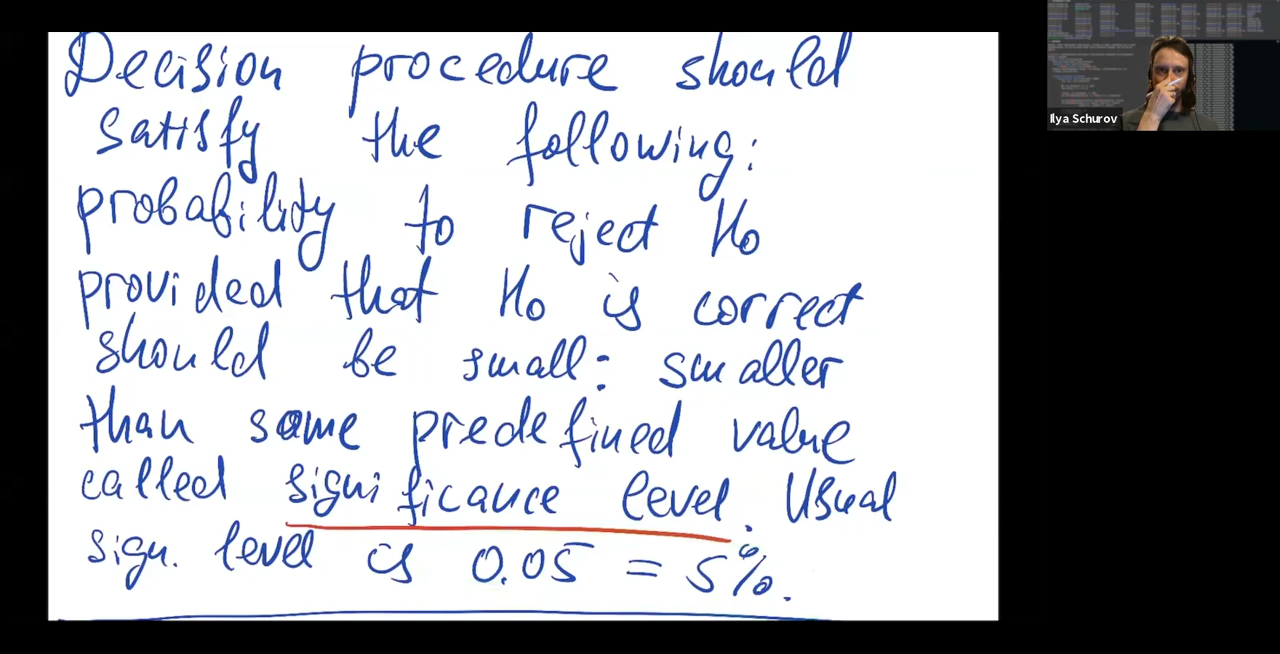 Decision procedure should
satisfy the following:
probability to reject H₀
provided that H₀ is correct
should be small: smaller
than some predefined value
called significance level. Usual
sign. level is 0.05 = 5%.
Ilya Schurov